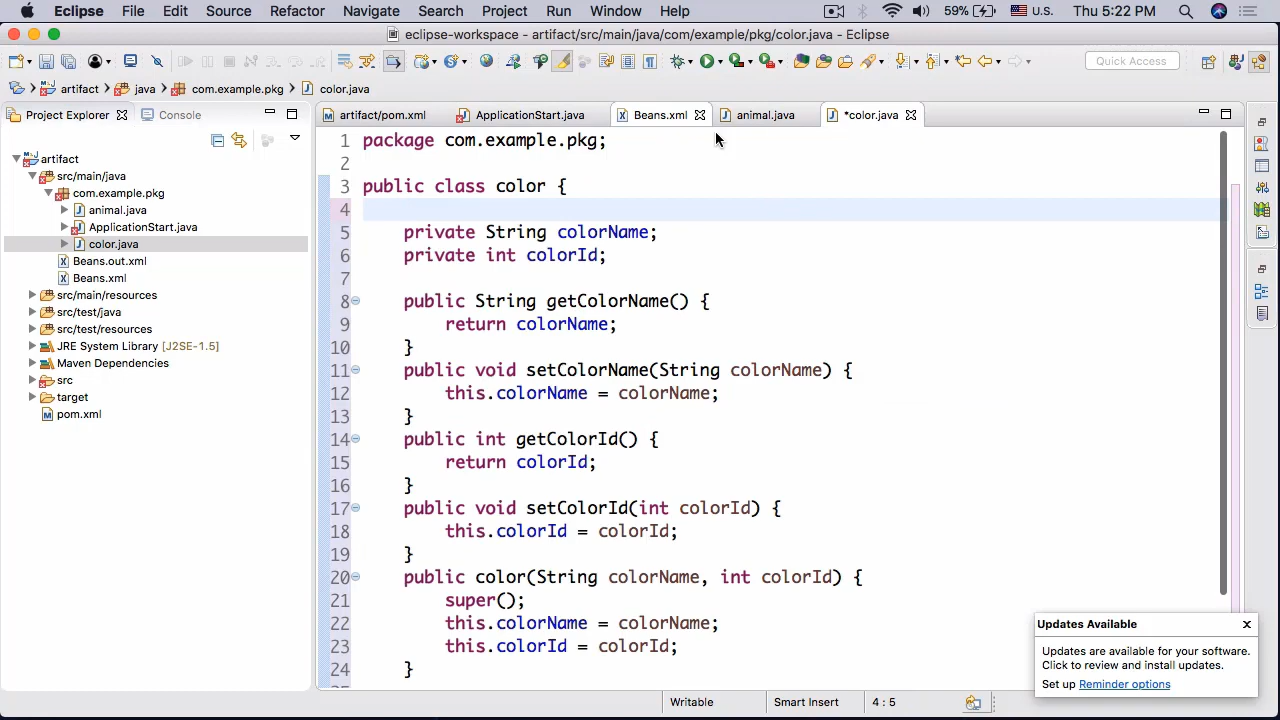 Eclipse File Edit Source Refactor Navigate Search Project Run Window Help 59% U.S. Thu 5:22 PM
eclipse-workspace - artifact/src/main/java/com/example/pkg/color.java - Eclipse
Quick Access
artifact java com.example.pkg color.java
Project Explorer Console
artifact/pom.xml ApplicationStart.java Beans.xml animal.java *color.java
artifact
src/main/java
com.example.pkg
animal.java
ApplicationStart.java
color.java
Beans.out.xml
Beans.xml
src/main/resources
src/test/java
src/test/resources
JRE System Library [J2SE-1.5]
Maven Dependencies
src
target
pom.xml
1 package com.example.pkg;
2
3 public class color {
4
5 private String colorName;
6 private int colorId;
7
8 public String getColorName() {
9 return colorName;
10 }
11 public void setColorName(String colorName) {
12 this.colorName = colorName;
13 }
14 public int getColorId() {
15 return colorId;
16 }
17 public void setColorId(int colorId) {
18 this.colorId = colorId;
19 }
20 public color(String colorName, int colorId) {
21 super();
22 this.colorName = colorName;
23 this.colorId = colorId;
24 }
Updates Available
Updates are available for your software.
Click to review and install updates.
Set up Reminder options
Writable Smart Insert 4 : 5